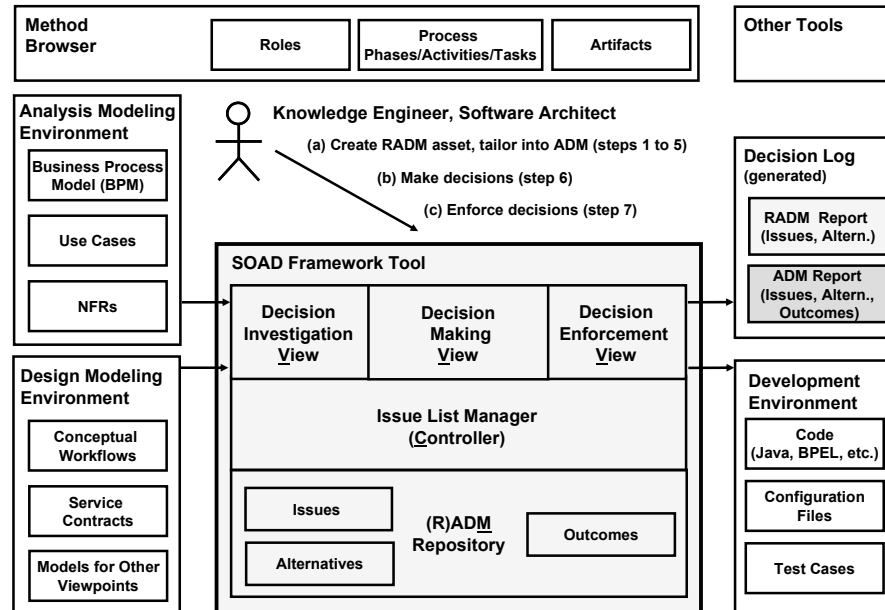 Method
Browser
Roles
Process
Phases/Activities/Tasks
Artifacts
Other Tools
Analysis Modeling
Environment
Business Process
Model (BPM)
Use Cases
NFRs
Knowledge Engineer, Software Architect
(a) Create RADM asset, tailor into ADM (steps 1 to 5)
(b) Make decisions (step 6)
(c) Enforce decisions (step 7)
Decision Log
(generated)
RADM Report
(Issues, Altern.)
ADM Report
(Issues, Altern.,
Outcomes)
SOAD Framework Tool
Decision
Investigation
View
Decision
Making
View
Decision
Enforcement
View
Issue List Manager
(Controller)
Issues
Alternatives
(R)ADM
Repository
Outcomes
Design Modeling
Environment
Conceptual
Workflows
Service
Contracts
Models for Other
Viewpoints
Development
Environment
Code
(Java, BPEL, etc.)
Configuration
Files
Test Cases